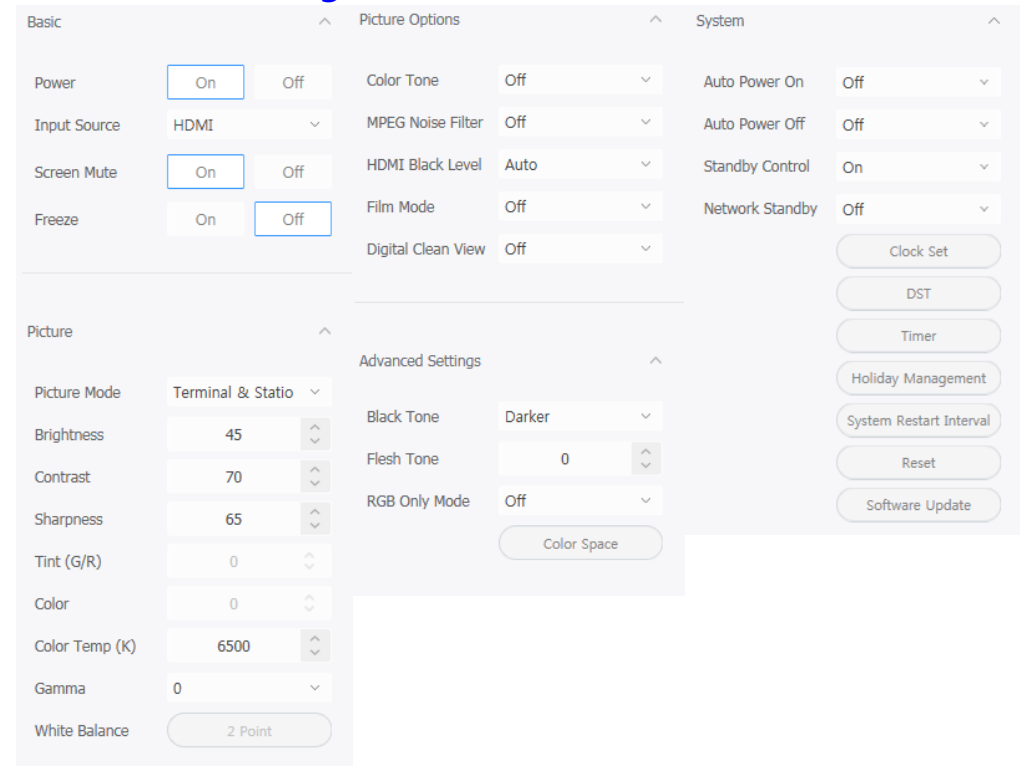 Basic
Power On Off
Input Source HDMI
Screen Mute On Off
Freeze On Off
Picture
Picture Mode Terminal & Statio
Brightness 45
Contrast 70
Sharpness 65
Tint (G/R) 0
Color 0
Color Temp (K) 6500
Gamma 0
White Balance 2 Point
Picture Options
Color Tone Off
MPEG Noise Filter Off
HDMI Black Level Auto
Film Mode Off
Digital Clean View Off
Advanced Settings
Black Tone Darker
Flesh Tone 0
RGB Only Mode Off
Color Space
System
Auto Power On Off
Auto Power Off Off
Standby Control On
Network Standby Off
Clock Set
DST
Timer
Holiday Management
System Restart Interval
Reset
Software Update